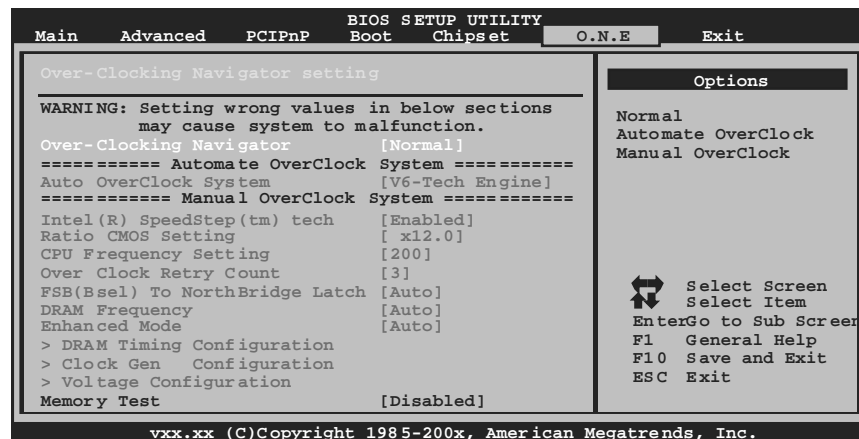 BIOS SETUP UTILITY
Main Advanced PCIPnP Boot Chipset O.N.E Exit
Over-Clocking Navigator setting
WARNING: Setting wrong values in below sections
may cause system to malfunction.
Over-Clocking Navigator [Normal]
=========== Automate OverClock System ===========
Auto OverClock System [V6-Tech Engine]
============ Manual OverClock System ============
Intel(R) SpeedStep(tm) tech [Enabled]
Ratio CMOS Setting [ x12.0]
CPU Frequency Setting [200]
Over Clock Retry Count [3]
FSB(Bsel) To NorthBridge Latch [Auto]
DRAM Frequency [Auto]
Enhanced Mode [Auto]
> DRAM Timing Configuration
> Clock Gen Configuration
> Voltage Configuration
Memory Test [Disabled]
Options
Normal
Automate OverClock
Manual OverClock
Select Screen
Select Item
EnterGo to Sub Screen
F1 General Help
F10 Save and Exit
ESC Exit
vxx.xx (C)Copyright 1985-200x, American Megatrends, Inc.